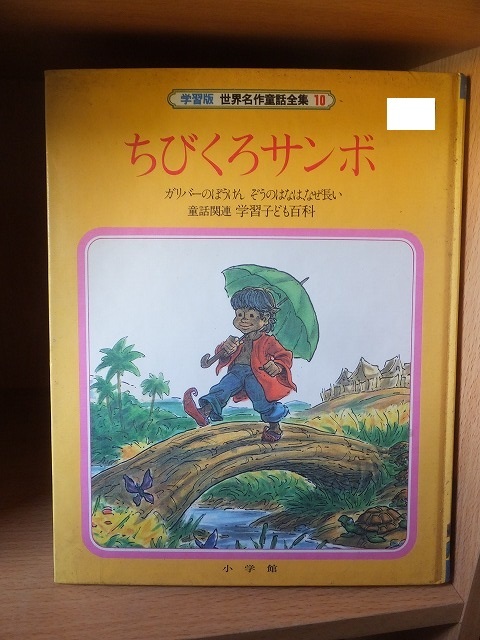 学習版 世界名作童話全集 10
ちびくろサンボ
ガリバーのぼうけん ぞうのはなは、なぜ長い
童話関連 学習子ども百科
小学館